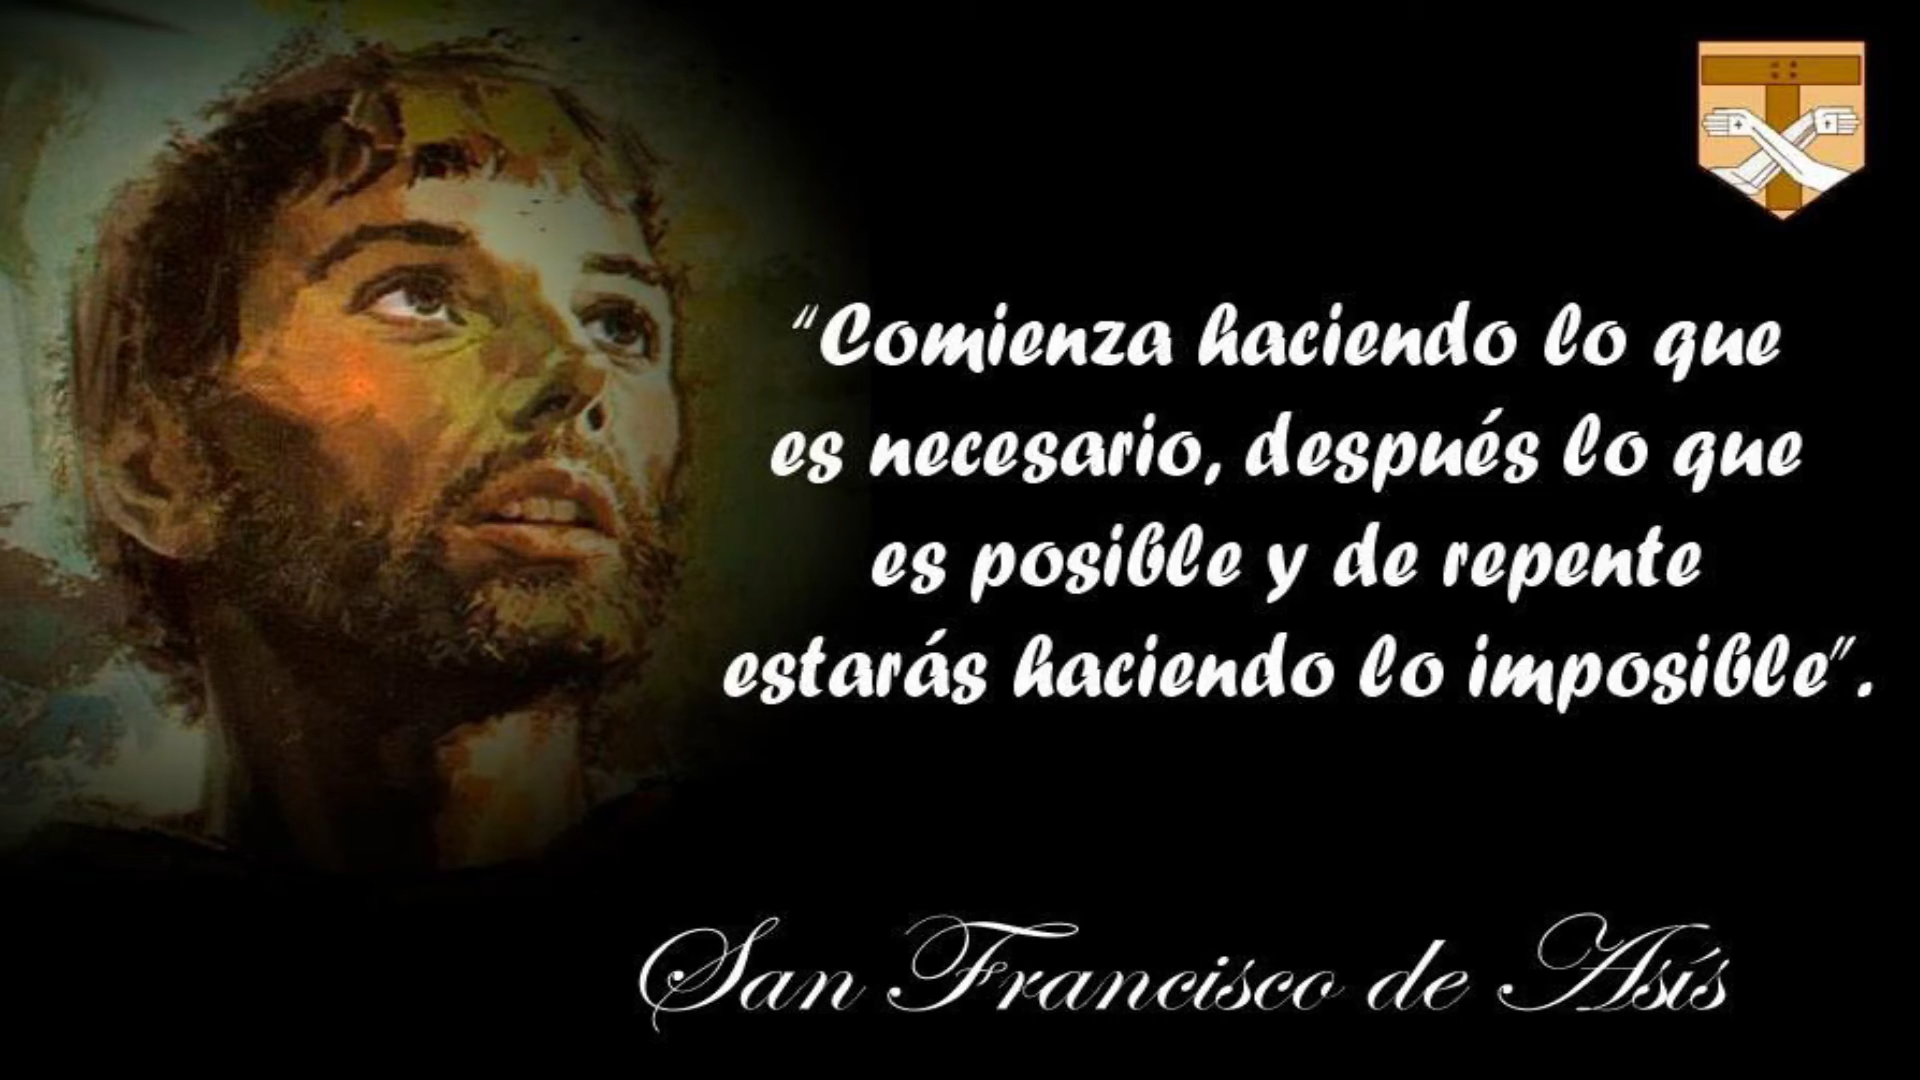 “Comienza haciendo lo que
es necesario, después lo que
es posible y de repente
estarás haciendo lo imposible”.
San Francisco de Asís